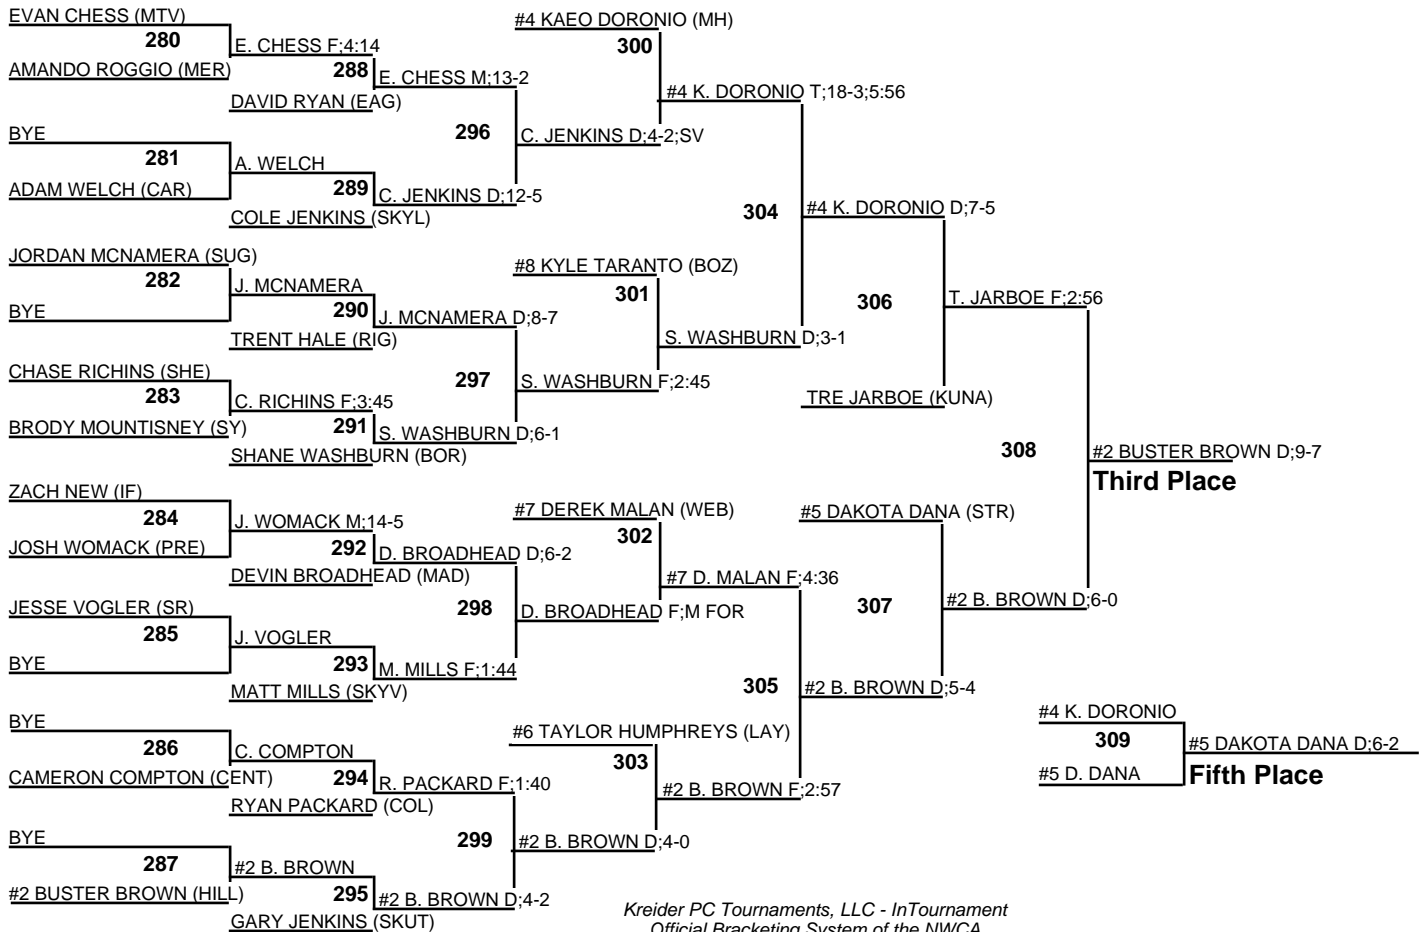 EVAN CHESS (MTV)
280
AMANDO ROGGIO (MER)
BYE
281
ADAM WELCH (CAR)
JORDAN MCNAMERA (SUG)
282
BYE
CHASE RICHINS (SHE)
283
BRODY MOUNTISNEY (SY)
ZACH NEW (IF)
284
JOSH WOMACK (PRE)
JESSE VOGLER (SR)
285
BYE
BYE
286
CAMERON COMPTON (CENT)
BYE
287
#2 BUSTER BROWN (HILL)
E. CHESS F;4:14
288
DAVID RYAN (EAG)
A. WELCH
289
COLE JENKINS (SKYL)
J. MCNAMERA
290
TRENT HALE (RIG)
C. RICHINS F;3:45
291
SHANE WASHBURN (BOR)
J. WOMACK M;14-5
292
DEVIN BROADHEAD (MAD)
J. VOGLER
293
MATT MILLS (SKYV)
C. COMPTON
294
RYAN PACKARD (COL)
#2 B. BROWN
295
GARY JENKINS (SKUT)
E. CHESS M;13-2
296
C. JENKINS D;12-5
J. MCNAMERA D;8-7
297
S. WASHBURN D;6-1
D. BROADHEAD D;6-2
298
M. MILLS F;1:44
R. PACKARD F;1:40
299
#2 B. BROWN D;4-2
#4 KAEO DORONIO (MH)
300
C. JENKINS D;4-2;SV
#8 KYLE TARANTO (BOZ)
301
S. WASHBURN F;2:45
#7 DEREK MALAN (WEB)
302
D. BROADHEAD F;M FOR
#6 TAYLOR HUMPHREYS (LAY)
303
#2 B. BROWN D;4-0
#4 K. DORONIO T;18-3;5:56
304
S. WASHBURN D;3-1
#7 D. MALAN F;4:36
305
#2 B. BROWN F;2:57
#4 K. DORONIO D;7-5
306
TRE JARBOE (KUNA)
#5 DAKOTA DANA (STR)
307
#2 B. BROWN D;5-4
T. JARBOE F;2:56
308
#2 B. BROWN D;6-0
#2 BUSTER BROWN D;9-7
Third Place
#4 K. DORONIO
309
#5 D. DANA
#5 DAKOTA DANA D;6-2
Fifth Place
Kreider PC Tournaments, LLC - InTournament
Official Bracketing System of the NWCA